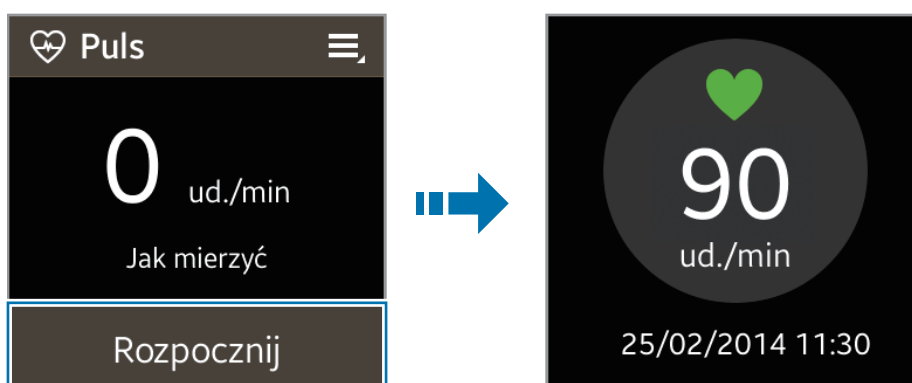 Puls
0 ud./min
Jak mierzyć
Rozpocznij
90
ud./min
25/02/2014 11:30